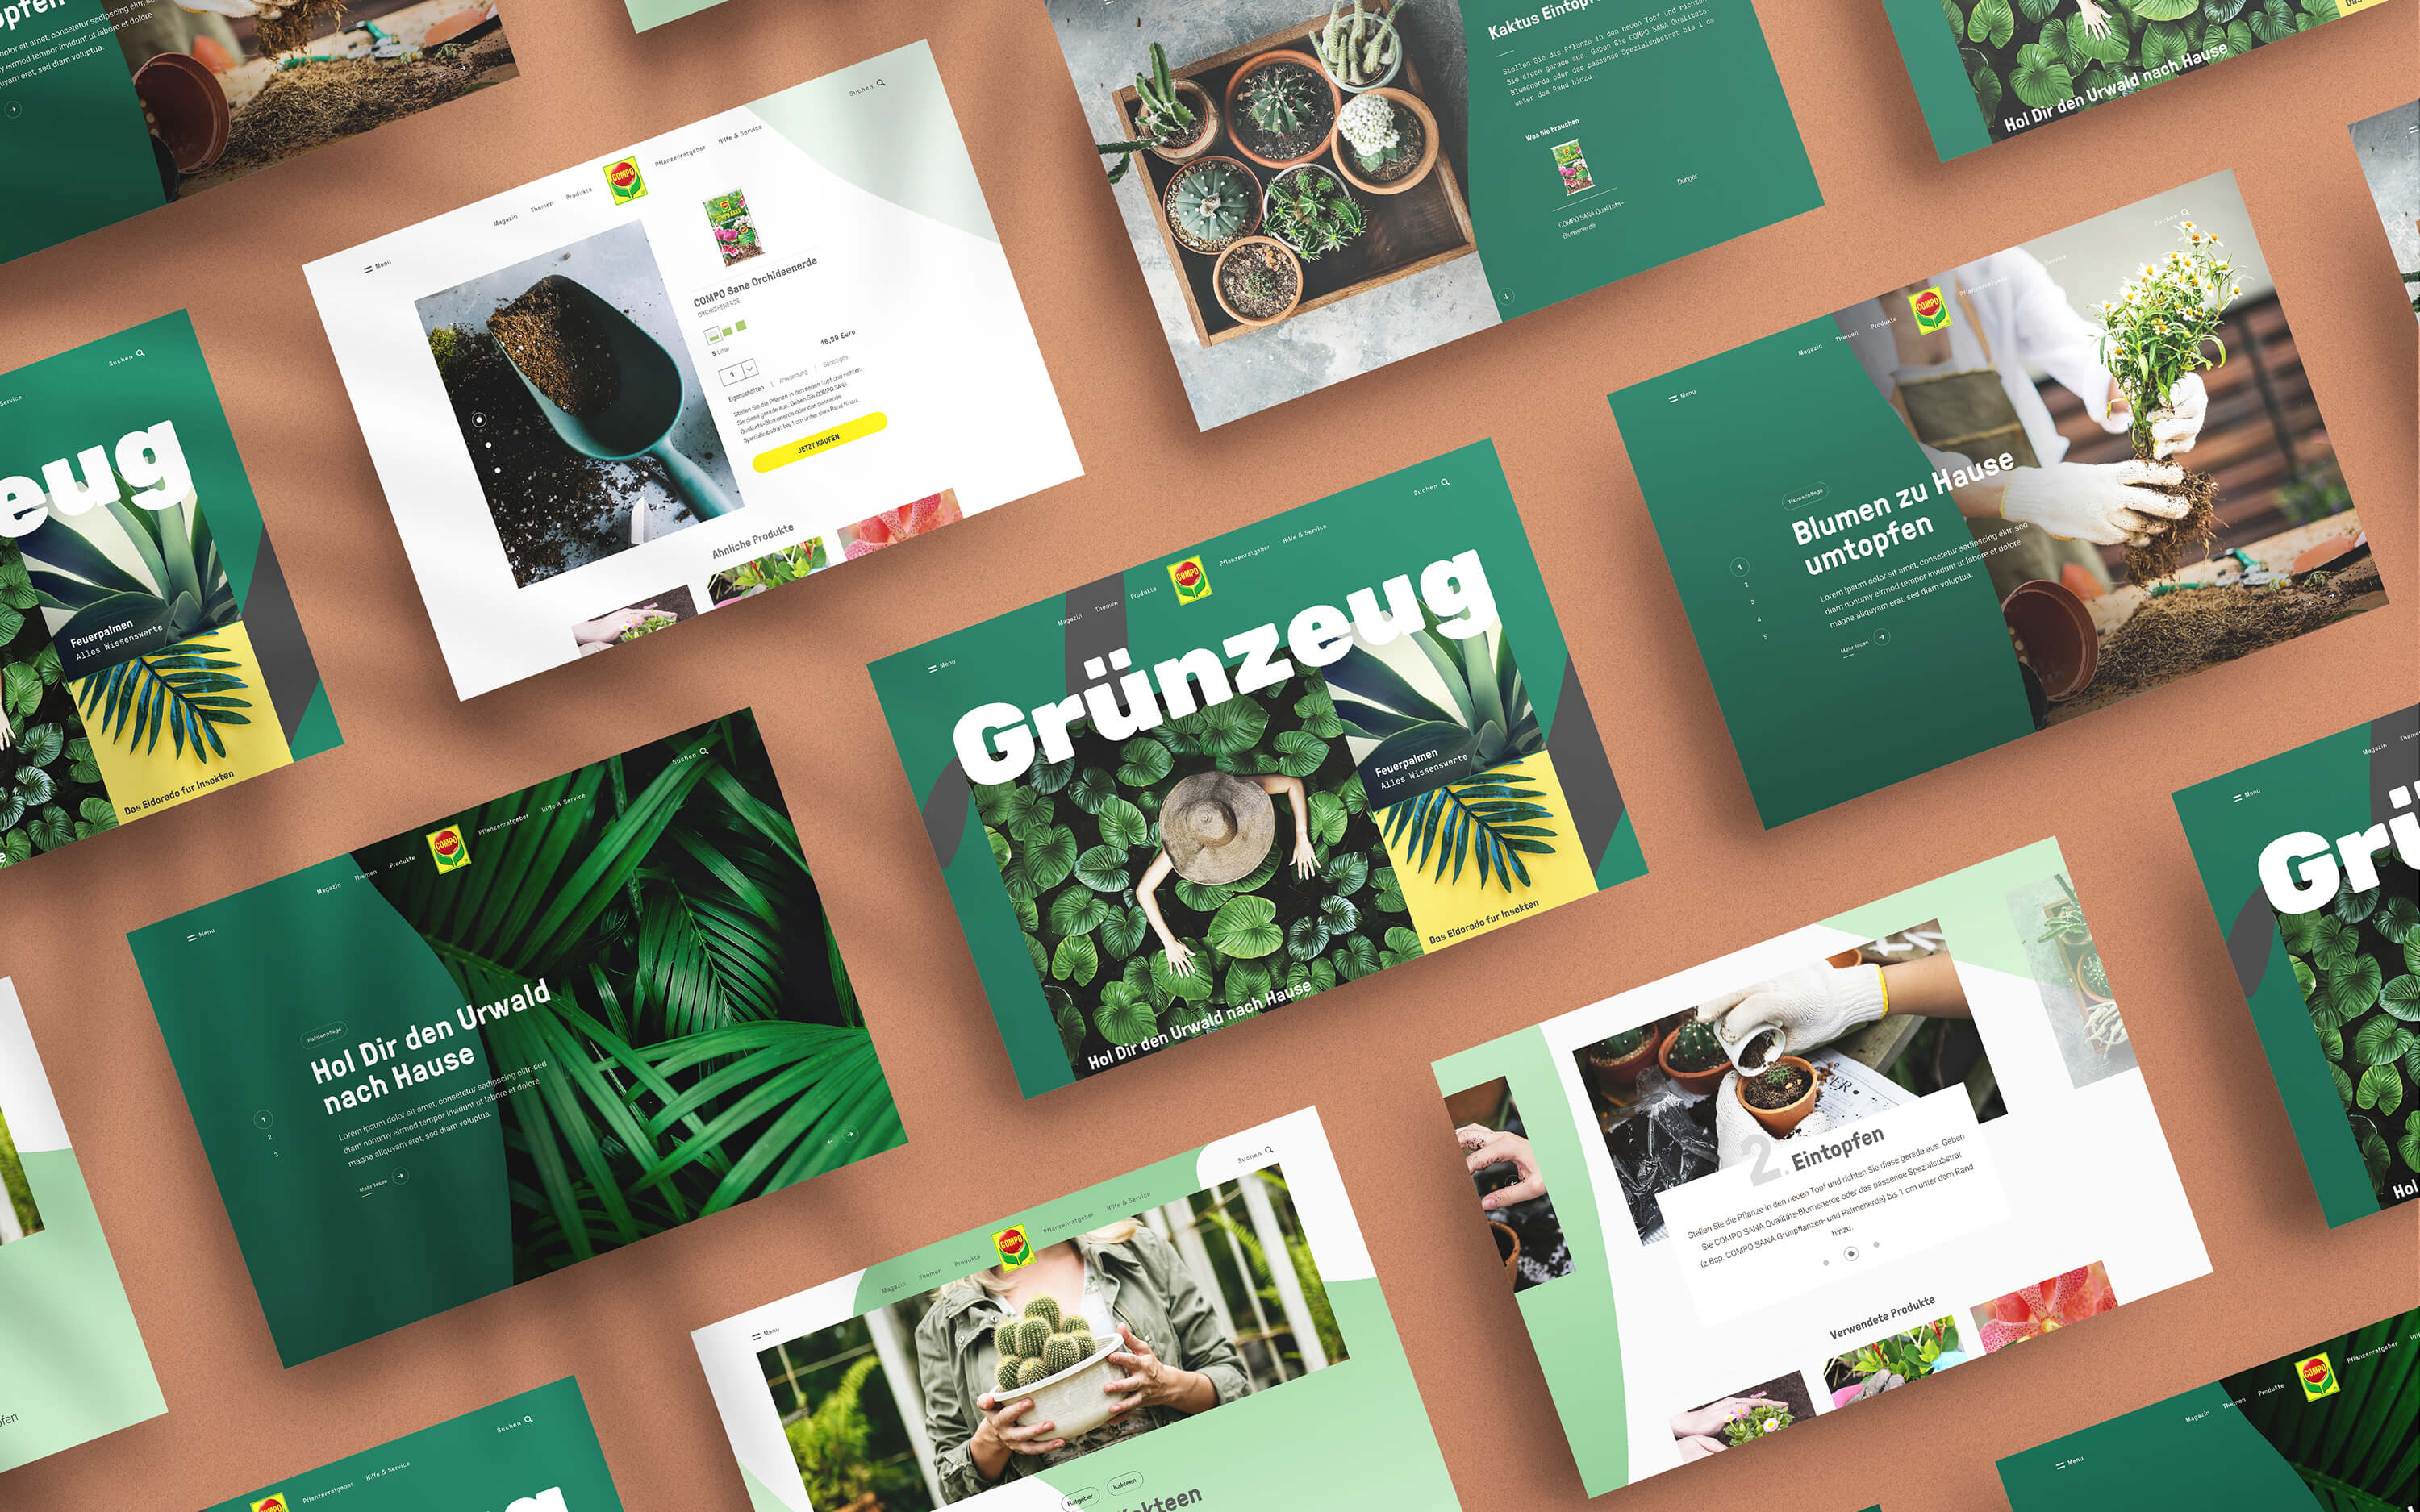 opfen
dolor sit amet, consetetur sadipscing elitr, s
y eirmod tempor invidunt ut labore et dolore
uyam erat, sed diam voluptua.
Suchen
Magazin
Themen
Produkte
COMPO
Pflanzenratgeber
Hilfe & Service
Menu
COMPO Sana Orchideenerde
ORCHIDEENERDE
5 Liter
16,99 Euro
1
Eigenschaften | Anwendung | Sonstiges
Stellen Sie die Pflanze in den neuen Topf und richten
Sie diese gerade aus. Geben Sie COMPO SANA
Qualitäts-Blumenerde oder das passende
Spezialsubstrat bis 1 cm unter dem Rand hinzu.
JETZT KAUFEN
Ähnliche Produkte
Kaktus Eintopf
Stellen Sie die Pflanze in den neuen Topf und richten
Sie diese gerade aus. Geben Sie COMPO SANA Qualitäts-
Blumenerde oder das passende Spezialsubstrat bis 1 cm
unter dem Rand hinzu.
Was Sie brauchen
COMPO SANA Qualitäts-
Blumenerde
Dünger
Hol Dir den Urwald nach Hause
Das
Service
Suchen
eug
Feuerpalmen
Alles Wissenswerte
Das Eldorado fur Insekten
Menu
Magazin
Themen
Produkte
COMPO
Pflanzenratgeber
Hilfe & Service
Suchen
Grünzeug
Feuerpalmen
Alles Wissenswerte
Das Eldorado fur Insekten
Hol Dir den Urwald nach Hause
Menu
Magazin
Themen
Produkte
COMPO
Pflanzenratgeber
Service
Suchen
Palmenpflege
Blumen zu Hause
umtopfen
Lorem ipsum dolor sit amet, consetetur sadipscing elitr, sed
diam nonumy eirmod tempor invidunt ut labore et dolore
magna aliquyam erat, sed diam voluptua.
Mehr lesen
1
2
3
4
5
Menu
Magazin
Themen
Produkte
COMPO
Pflanzenratgeber
Hilfe & Service
Suchen
Palmenpflege
Hol Dir den Urwald
nach Hause
Lorem ipsum dolor sit amet, consetetur sadipscing elitr, sed
diam nonumy eirmod tempor invidunt ut labore et dolore
magna aliquyam erat, sed diam voluptua.
Mehr lesen
1
2
3
2. Eintopfen
Stellen Sie die Pflanze in den neuen Topf und richten Sie diese gerade aus. Geben
Sie COMPO SANA Qualitäts-Blumenerde oder das passende Spezialsubstrat
(z.Bsp. COMPO SANA Grünpflanzen- und Palmenerde) bis 1 cm unter dem Rand
hinzu.
Verwendete Produkte
Menu
Magazin
Theme
Grü
Hol
Menu
Magazin
Themen
Produkte
COMPO
Pflanzenratgeber
Hilfe & Service
Suchen
Ratgeber
Kakteen
Kakteen
pfen
COMPO
Pflanzenratgeber
Hilfe & Service
Suchen
g
Menu
Magazin
Themen
Produkte
COMPO
Pflanzenratgeber